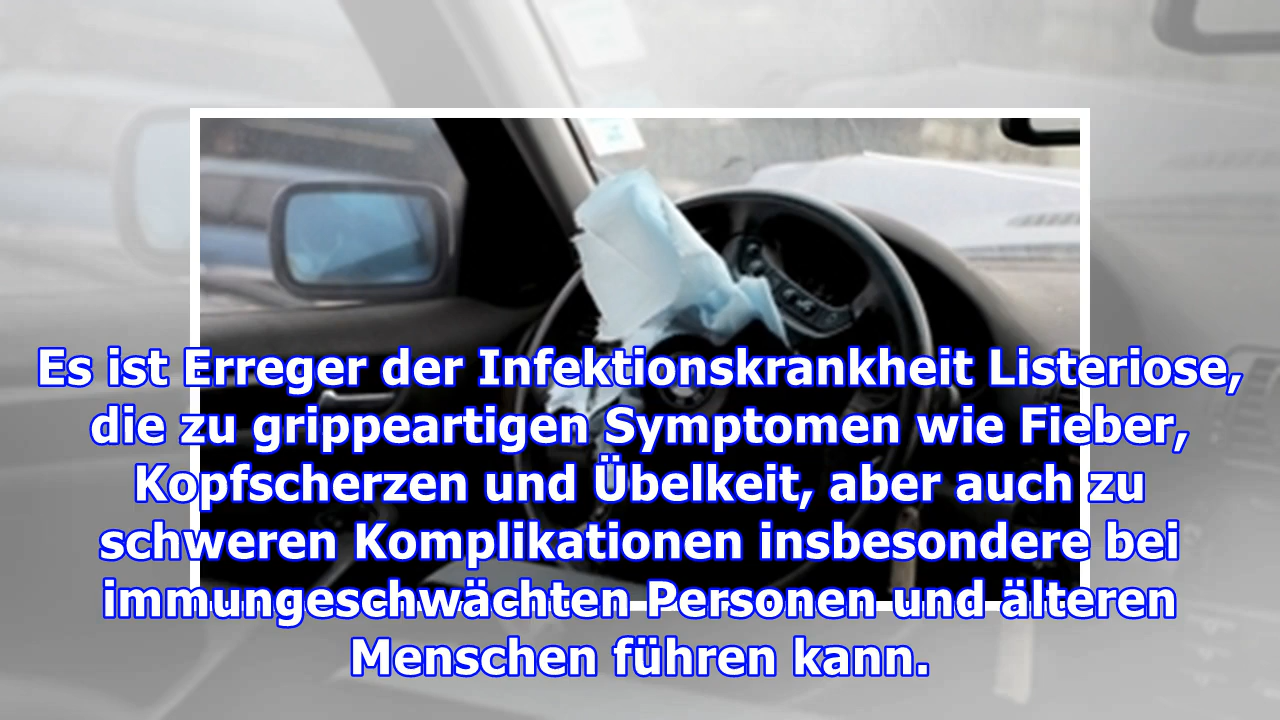 Es ist Erreger der Infektionskrankheit Listeriose,
die zu grippeartigen Symptomen wie Fieber,
Kopfscherzen und Übelkeit, aber auch zu
schweren Komplikationen insbesondere bei
immungeschwächten Personen und älteren
Menschen führen kann.